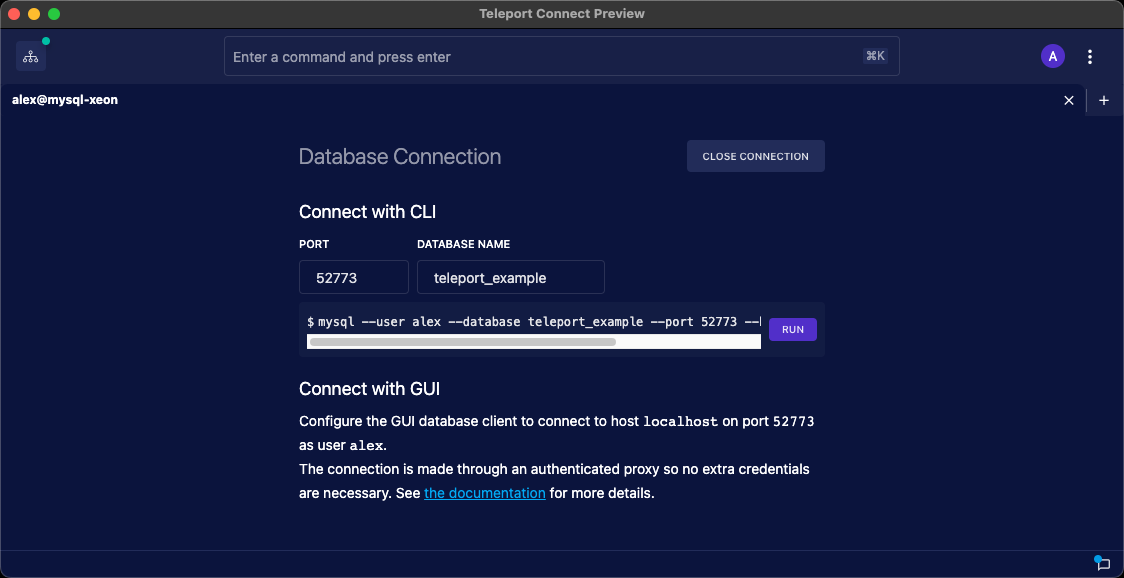 Teleport Connect Preview
Enter a command and press enter
⌘K
A
alex@mysql-xeon
Database Connection
CLOSE CONNECTION
Connect with CLI
PORT
DATABASE NAME
52773
teleport_example
$ mysql --user alex --database teleport_example --port 52773
RUN
Connect with GUI
Configure the GUI database client to connect to host localhost on port 52773
as user alex.
The connection is made through an authenticated proxy so no extra credentials
are necessary. See the documentation for more details.